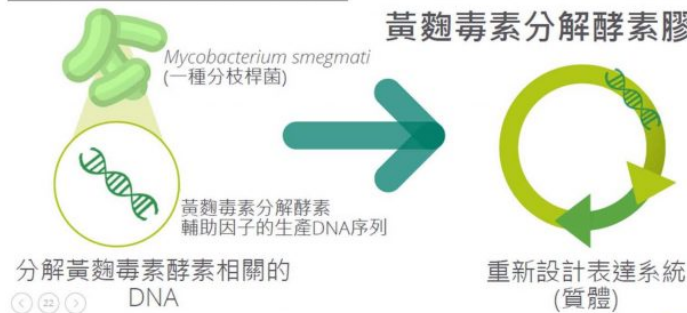 黃麴毒素分解酵素膠
Mycobacterium smegmati
(一種分枝桿菌)
黃麴毒素分解酵素
輔助因子的生產DNA序列
分解黃麴毒素酵素相關的
DNA
重新設計表達系統
(質體)
22